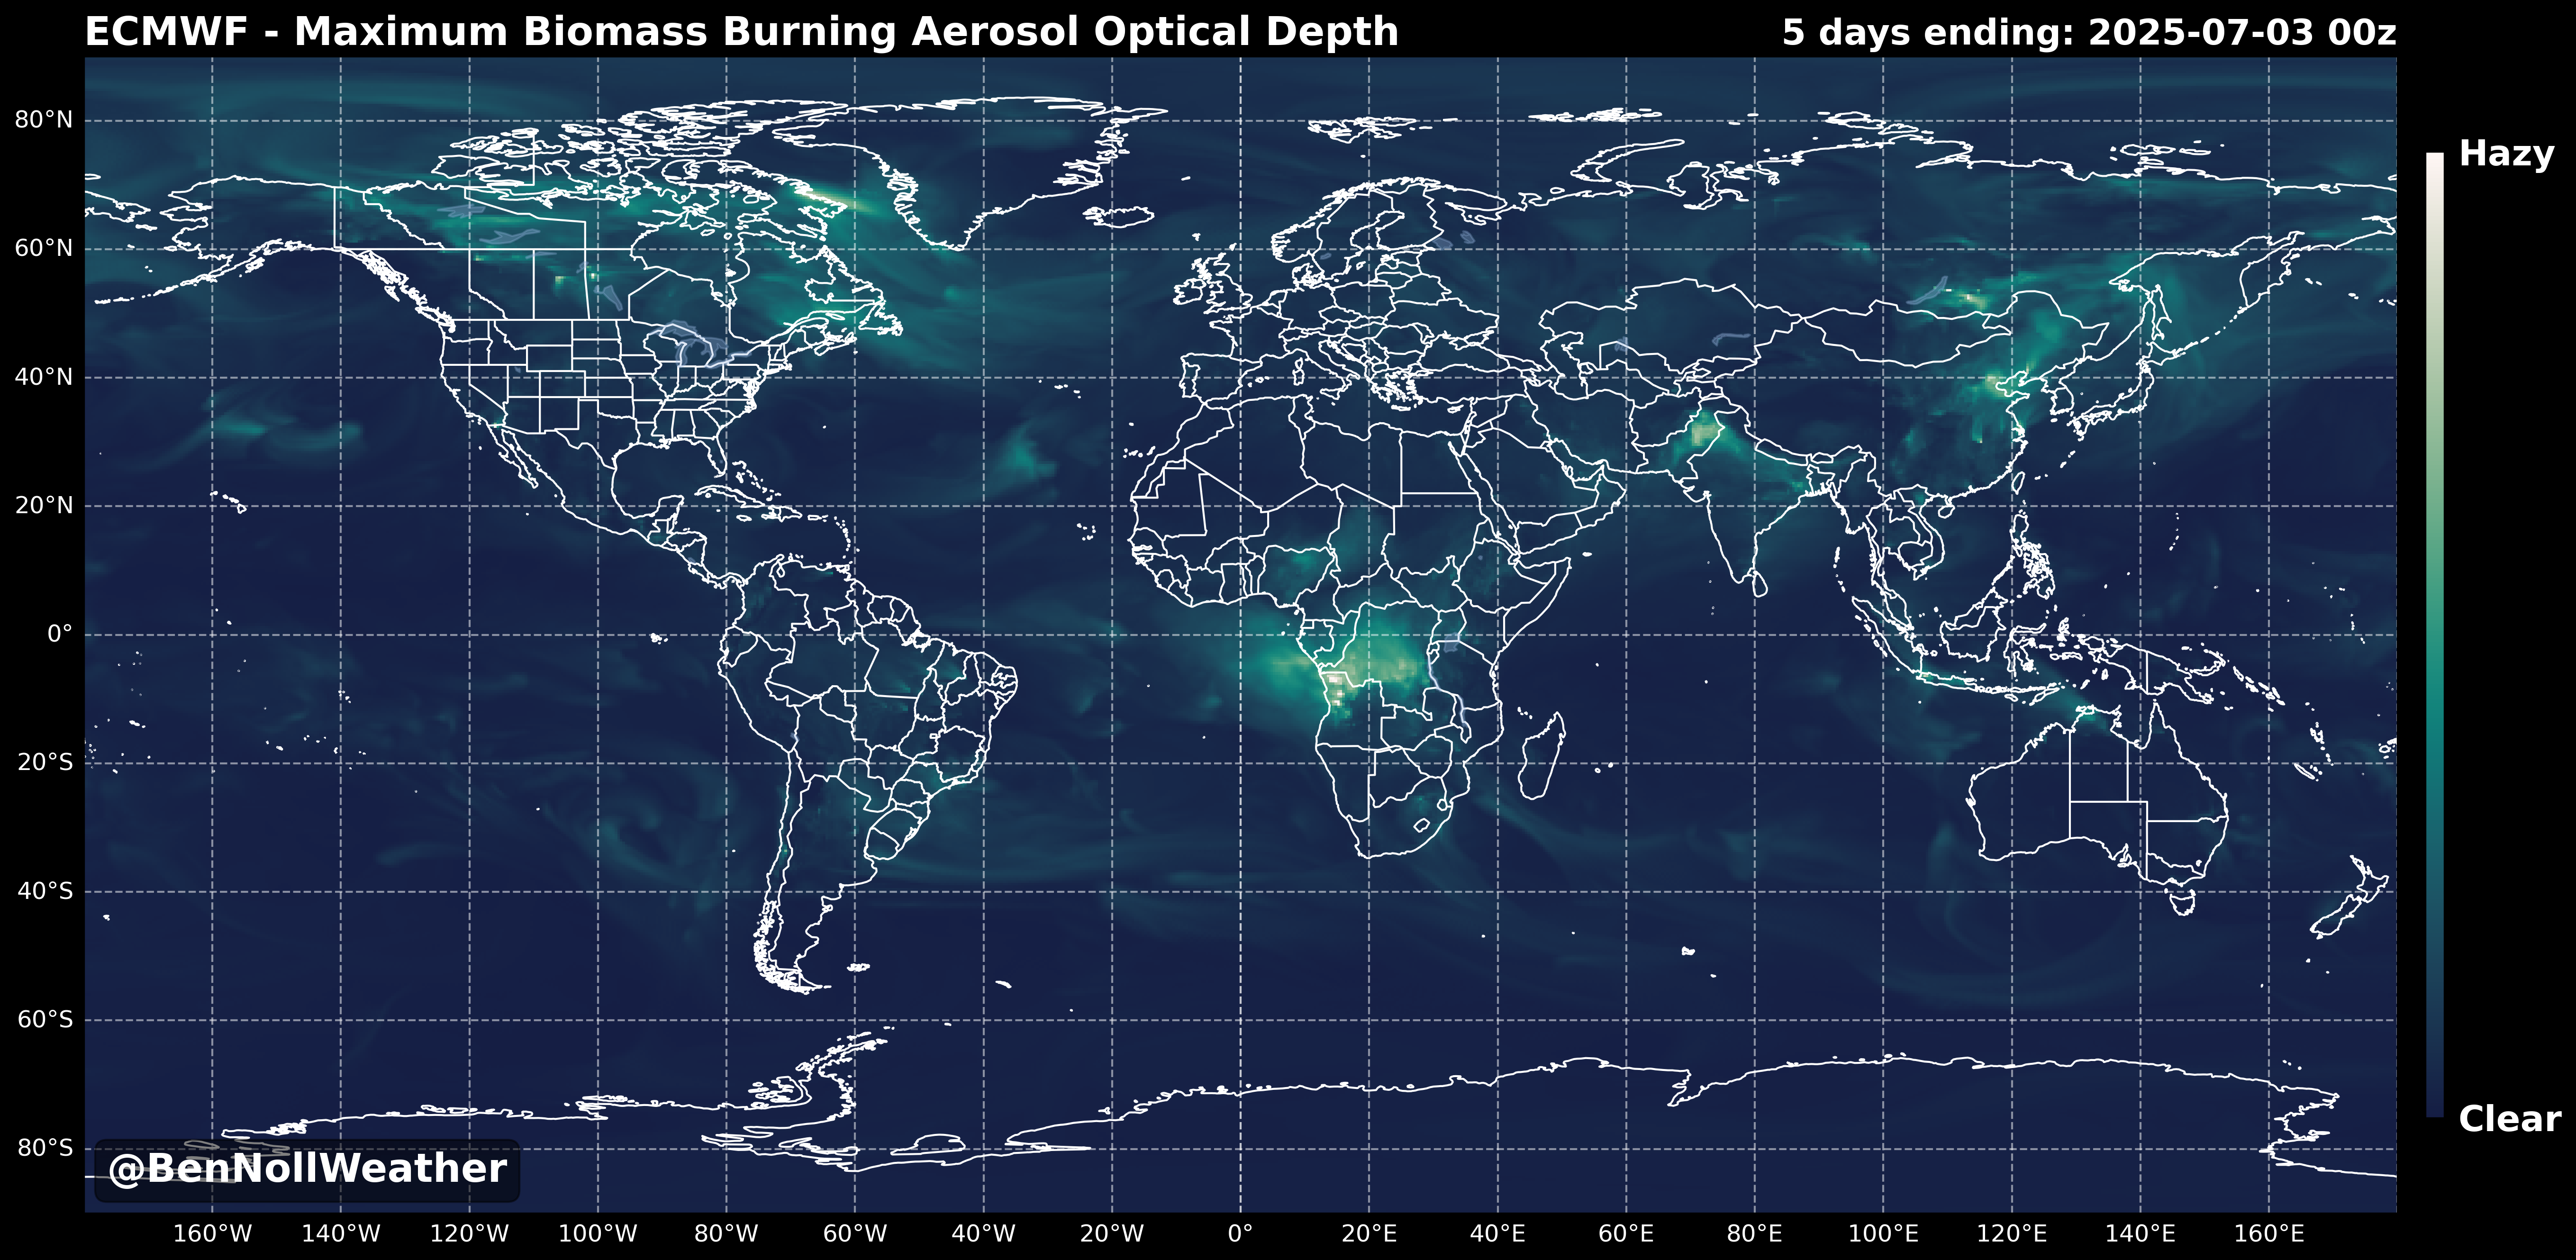 ECMWF - Maximum Biomass Burning Aerosol Optical Depth
5 days ending: 2025-07-03 00z
80°N
60°N
40°N
20°N
0°
20°S
40°S
60°S
80°S
Hazy
Clear
@BenNollWeather
160°W 140°W 120°W 100°W 80°W 60°W 40°W 20°W 0° 20°E 40°E 60°E 80°E 100°E 120°E 140°E 160°E